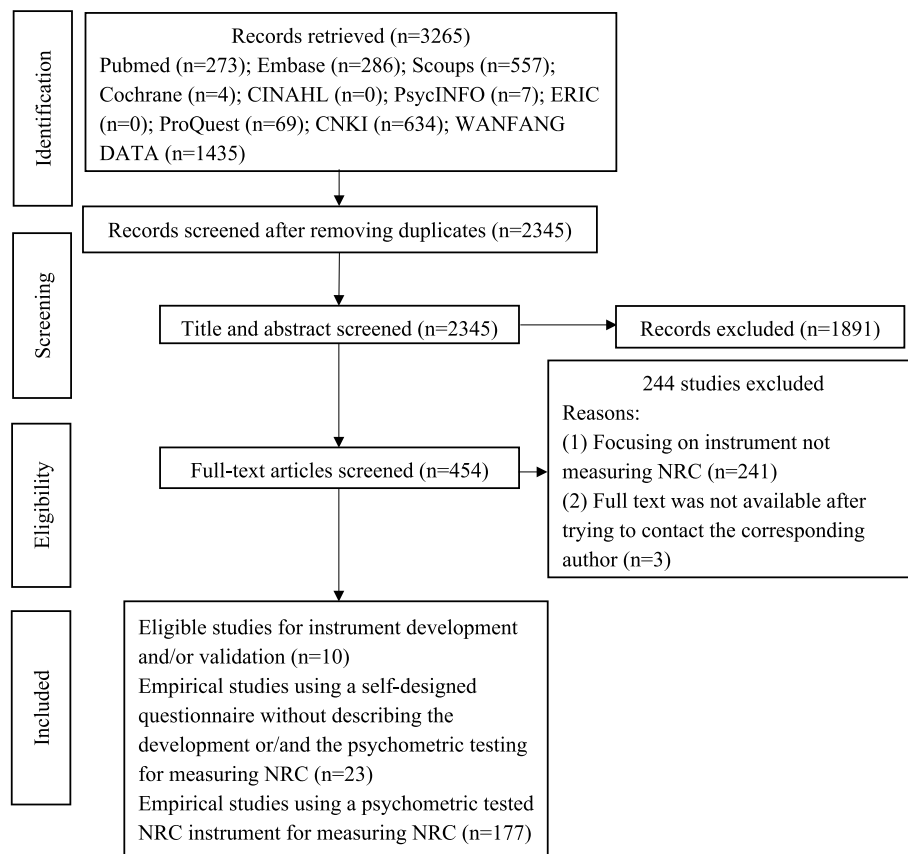 Identification
Records retrieved (n=3265)
Pubmed (n=273); Embase (n=286); Scoups (n=557);
Cochrane (n=4); CINAHL (n=0); PsycINFO (n=7); ERIC
(n=0); ProQuest (n=69); CNKI (n=634); WANFANG
DATA (n=1435)
Records screened after removing duplicates (n=2345)
Screening
Title and abstract screened (n=2345)
Records excluded (n=1891)
Eligibility
Full-text articles screened (n=454)
244 studies excluded
Reasons:
(1) Focusing on instrument not
measuring NRC (n=241)
(2) Full text was not available after
trying to contact the corresponding
author (n=3)
Included
Eligible studies for instrument development
and/or validation (n=10)
Empirical studies using a self-designed
questionnaire without describing the
development or/and the psychometric testing
for measuring NRC (n=23)
Empirical studies using a psychometric tested
NRC instrument for measuring NRC (n=177)